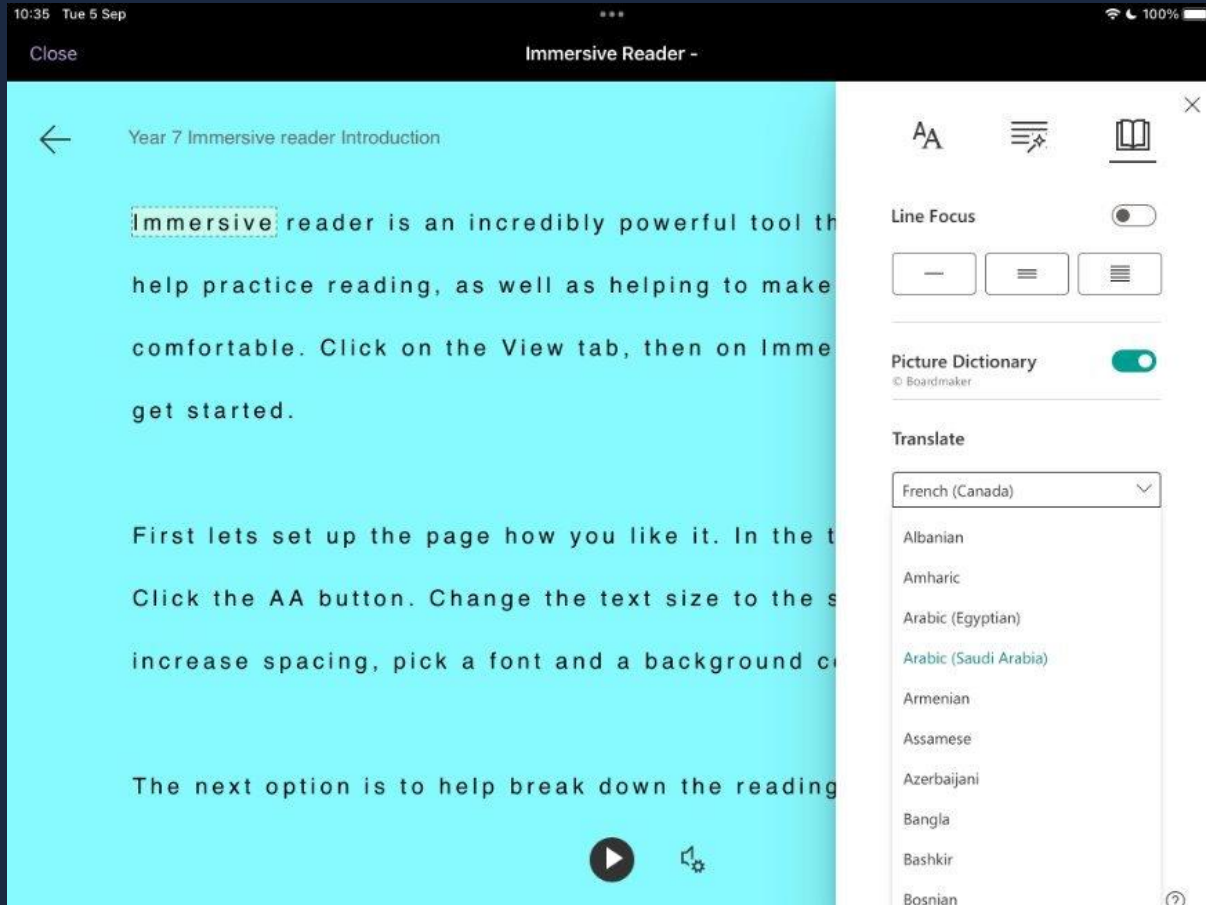 10:35 Tue 5 Sep
100%
Close
Immersive Reader -
Year 7 Immersive reader Introduction
Immersive reader is an incredibly powerful tool th
help practice reading, as well as helping to make
comfortable. Click on the View tab, then on Imme
get started.
First lets set up the page how you like it. In the t
Click the AA button. Change the text size to the s
increase spacing, pick a font and a background c
The next option is to help break down the reading
AA
Line Focus
Picture Dictionary
© Boardmaker
Translate
French (Canada)
Albanian
Amharic
Arabic (Egyptian)
Arabic (Saudi Arabia)
Armenian
Assamese
Azerbaijani
Bangla
Bashkir
Bosnian
?